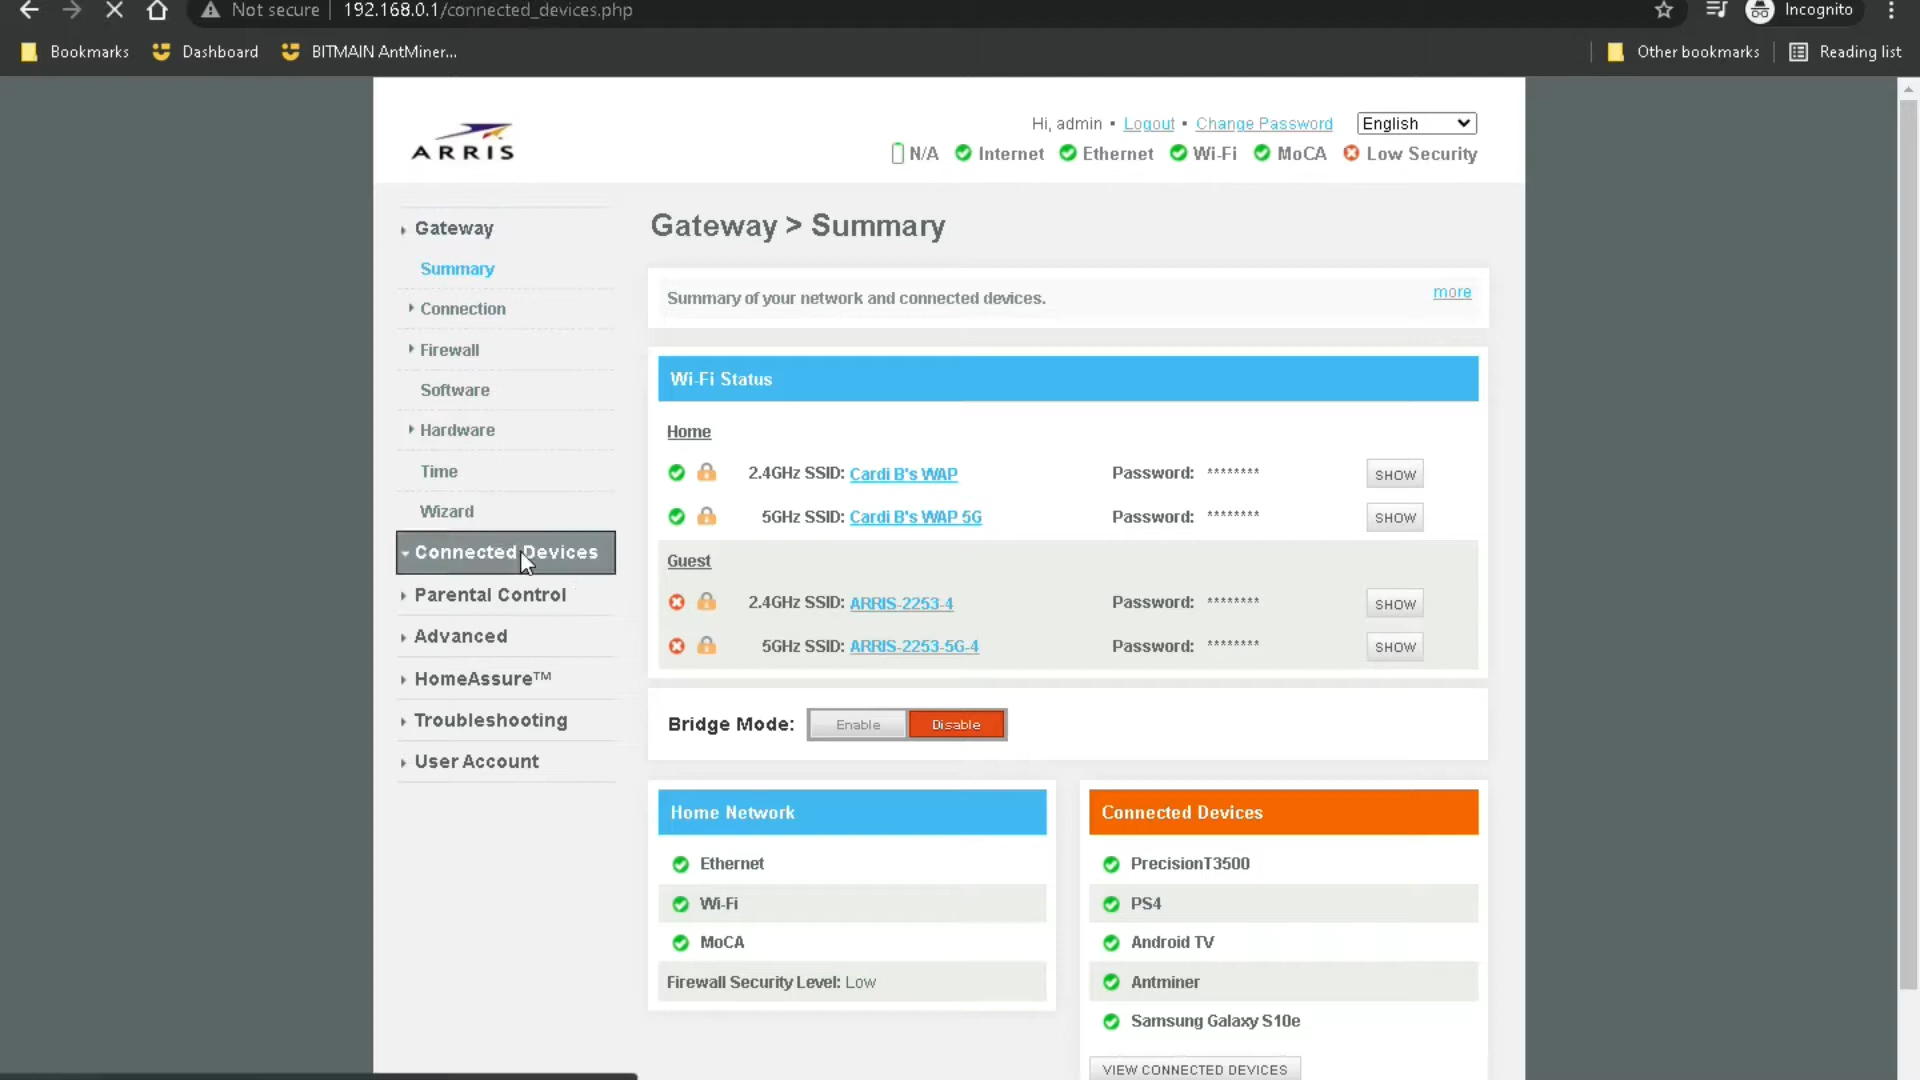 Not secure | 192.168.0.1/connected_devices.php
Incognito
Bookmarks
Dashboard
BITMAIN AntMiner...
Other bookmarks
Reading list
ARRIS
Hi, admin • Logout • Change Password
English
N/A Internet Ethernet Wi-Fi MoCA Low Security
Gateway
Summary
Connection
Firewall
Software
Hardware
Time
Wizard
Connected Devices
Parental Control
Advanced
HomeAssure™
Troubleshooting
User Account
Gateway > Summary
Summary of your network and connected devices.
more
Wi-Fi Status
Home
2.4GHz SSID: Cardi B's WAP Password: ******** SHOW
5GHz SSID: Cardi B's WAP 5G Password: ******** SHOW
Guest
2.4GHz SSID: ARRIS-2253-4 Password: ******** SHOW
5GHz SSID: ARRIS-2253-5G-4 Password: ******** SHOW
Bridge Mode: Enable Disable
Home Network
Ethernet
Wi-Fi
MoCA
Firewall Security Level: Low
Connected Devices
PrecisionT3500
PS4
Android TV
Antminer
Samsung Galaxy S10e
VIEW CONNECTED DEVICES